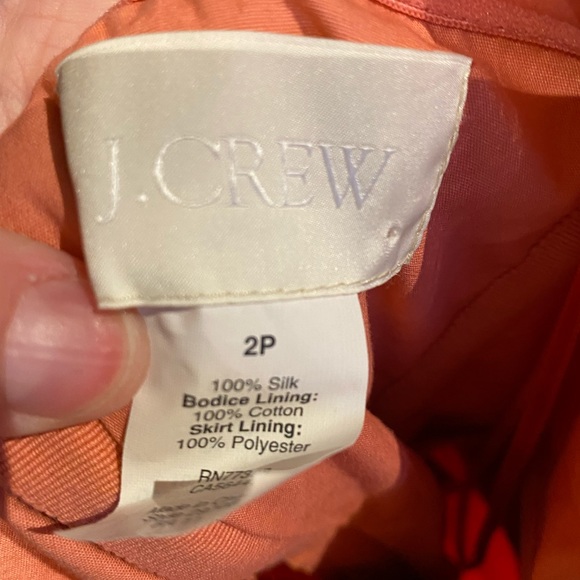 J.CREW
2P
100% Silk
Bodice Lining:
100% Cotton
Skirt Lining:
100% Polyester